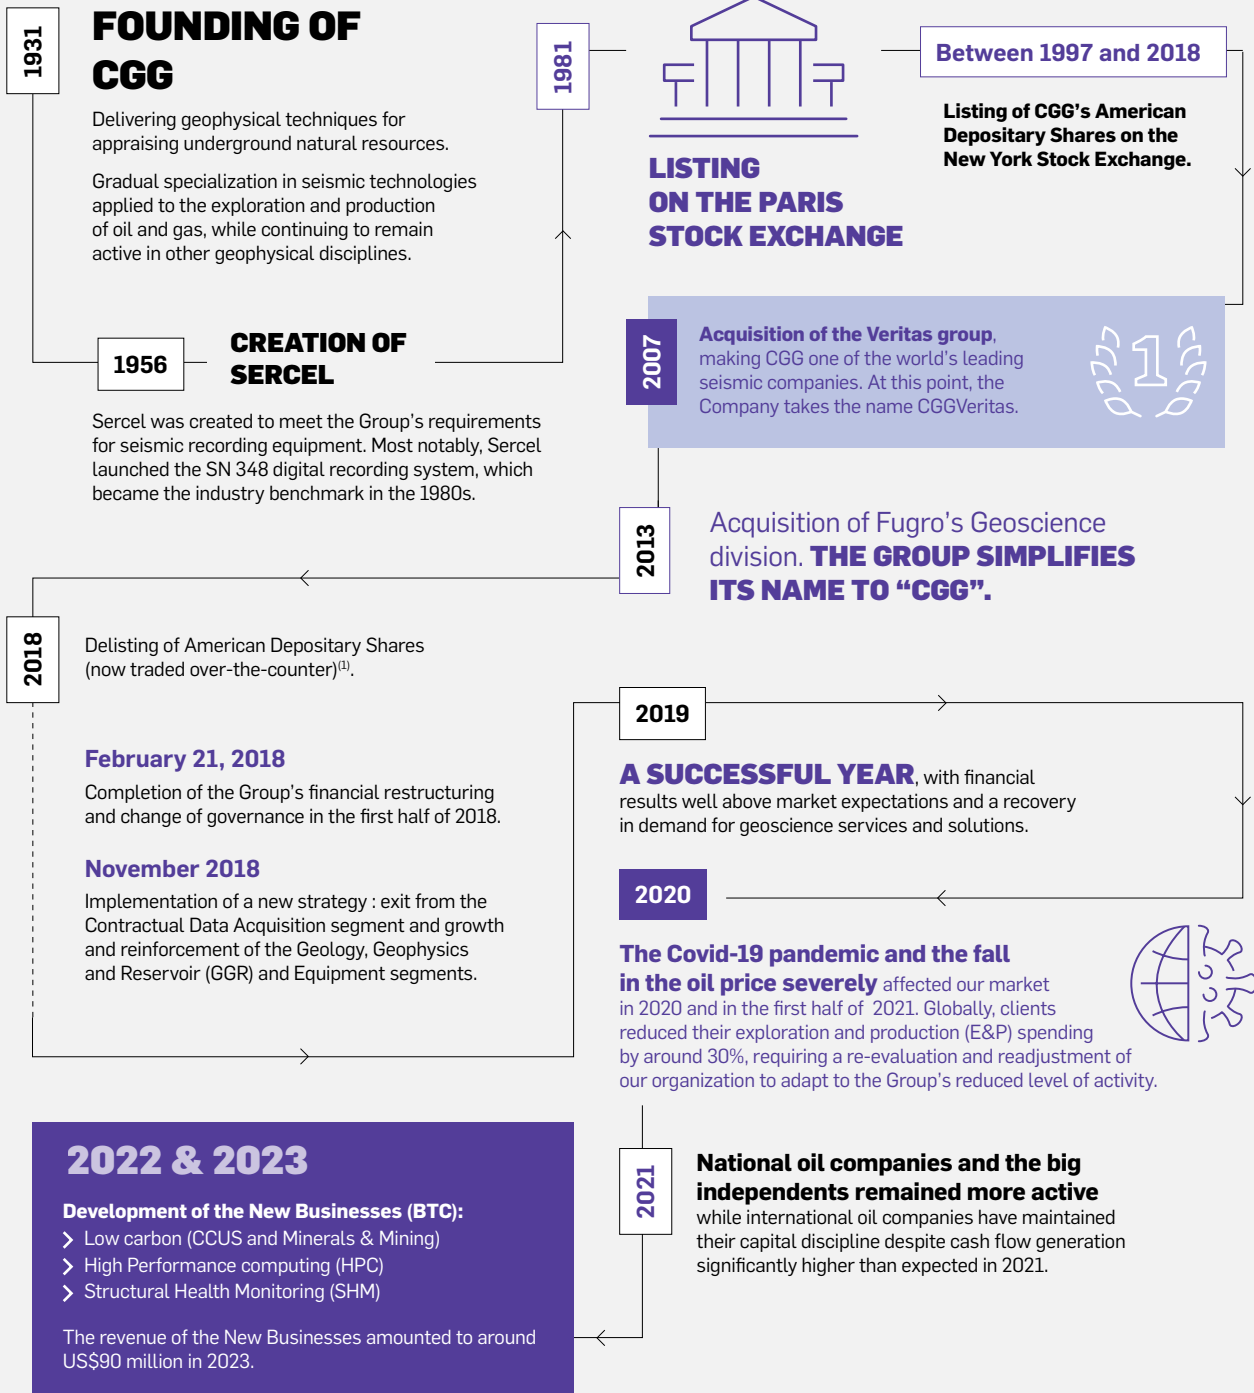 1931
FOUNDING OF
CGG
Delivering geophysical techniques for
appraising underground natural resources.
Gradual specialization in seismic technologies
applied to the exploration and production
of oil and gas, while continuing to remain
active in other geophysical disciplines.
1956
CREATION OF
SERCEL
Sercel was created to meet the Group's requirements
for seismic recording equipment. Most notably, Sercel
launched the SN 348 digital recording system, which
became the industry benchmark in the 1980s.
1981
LISTING
ON THE PARIS
STOCK EXCHANGE
Between 1997 and 2018
Listing of CGG's American
Depositary Shares on the
New York Stock Exchange.
2007
Acquisition of the Veritas group,
making CGG one of the world's leading
seismic companies. At this point, the
Company takes the name CGGVeritas.
1
2013
Acquisition of Fugro's Geoscience
division. THE GROUP SIMPLIFIES
ITS NAME TO “CGG”.
2018
Delisting of American Depositary Shares
(now traded over-the-counter)(1).
February 21, 2018
Completion of the Group's financial restructuring
and change of governance in the first half of 2018.
November 2018
Implementation of a new strategy : exit from the
Contractual Data Acquisition segment and growth
and reinforcement of the Geology, Geophysics
and Reservoir (GGR) and Equipment segments.
2019
A SUCCESSFUL YEAR, with financial
results well above market expectations and a recovery
in demand for geoscience services and solutions.
2020
The Covid-19 pandemic and the fall
in the oil price severely affected our market
in 2020 and in the first half of 2021. Globally, clients
reduced their exploration and production (E&P) spending
by around 30%, requiring a re-evaluation and readjustment of
our organization to adapt to the Group's reduced level of activity.
2021
National oil companies and the big
independents remained more active
while international oil companies have maintained
their capital discipline despite cash flow generation
significantly higher than expected in 2021.
2022 & 2023
Development of the New Businesses (BTC):
Low carbon (CCUS and Minerals & Mining)
High Performance computing (HPC)
Structural Health Monitoring (SHM)
The revenue of the New Businesses amounted to around
US$90 million in 2023.